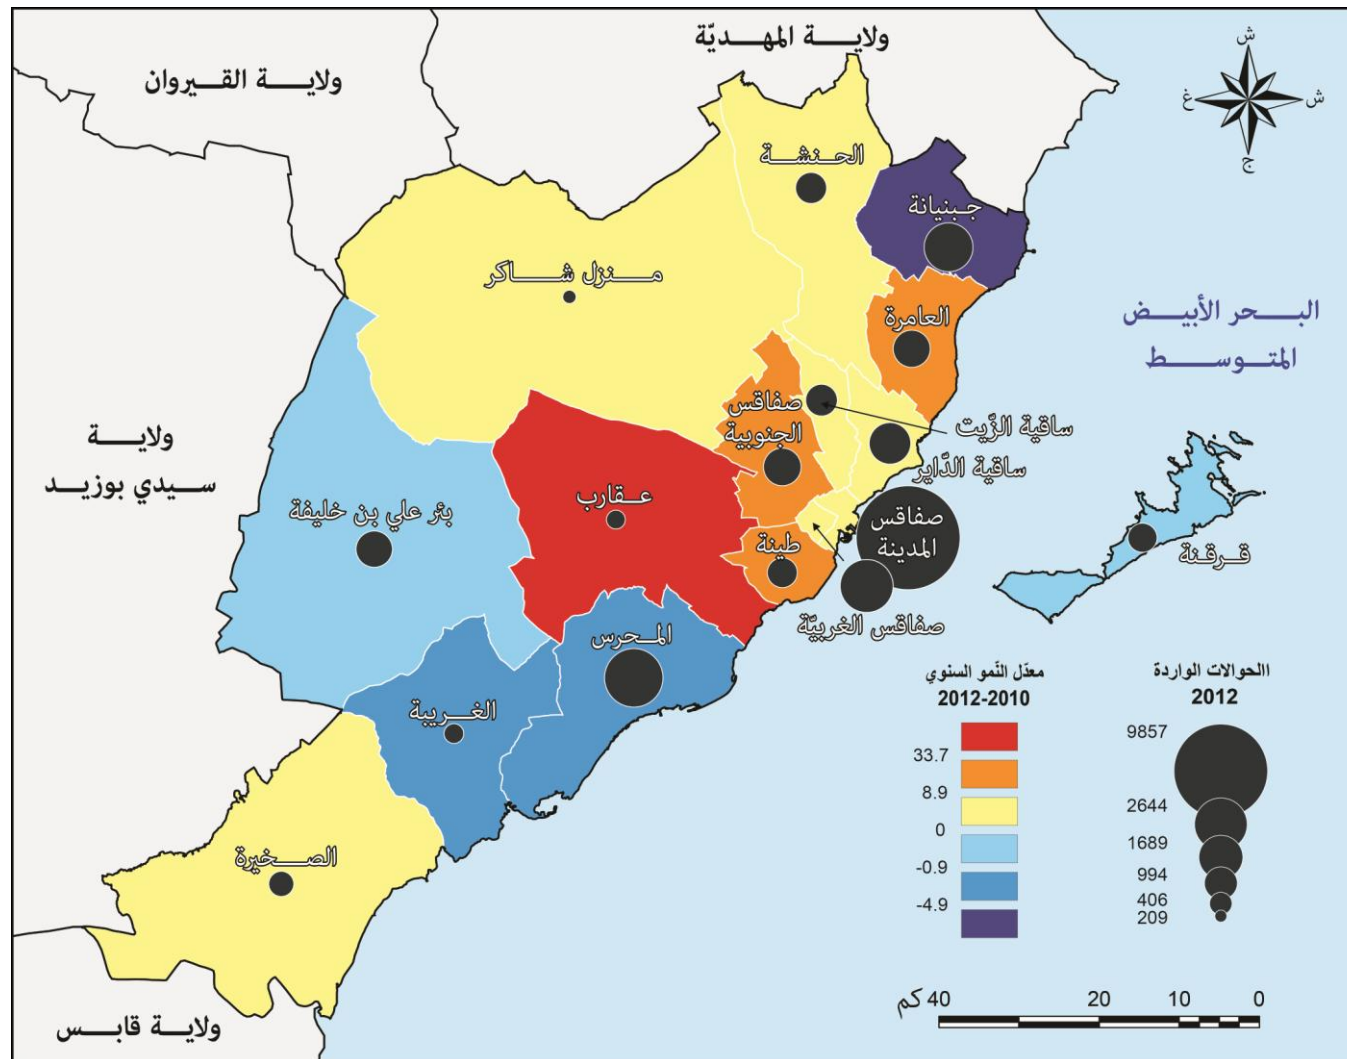 ولاية المهديّة
ولاية القيروان
ش
غ
ش
ج
الحنشة
جبنيانة
منزل شاكر
العامرة
البحر الأبيض
المتوسط
صفاقس
الجنوبية
ساقية الزّيت
ساقية الدّاير
ولاية
سيدي بوزيد
عقارب
بئر علي بن خليفة
صفاقس
المدينة
طينة
قرقنة
صفاقس الغربيّة
المحرس
الغريبة
الصخيرة
ولاية قابس
معدّل النّمو السنوي
2012-2010
33.7
8.9
0
-0.9
-4.9
االحوالات الواردة
2012
9857
2644
1689
994
406
209
كم 40 20 10 0